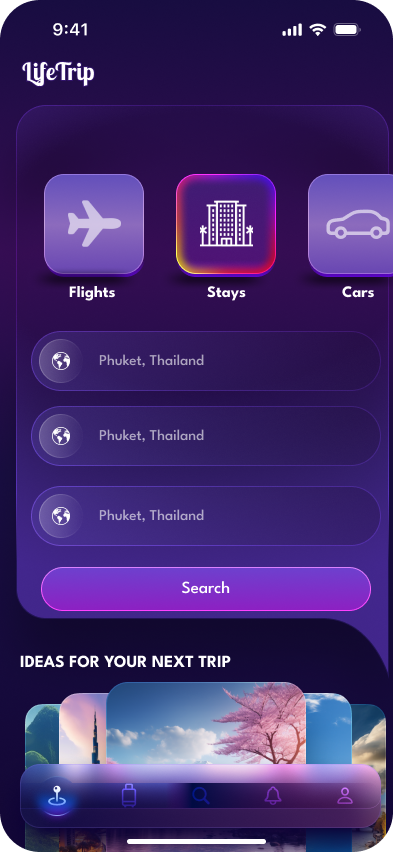 9:41
LifeTrip
Flights
Stays
Cars
Phuket, Thailand
Phuket, Thailand
Phuket, Thailand
Search
IDEAS FOR YOUR NEXT TRIP